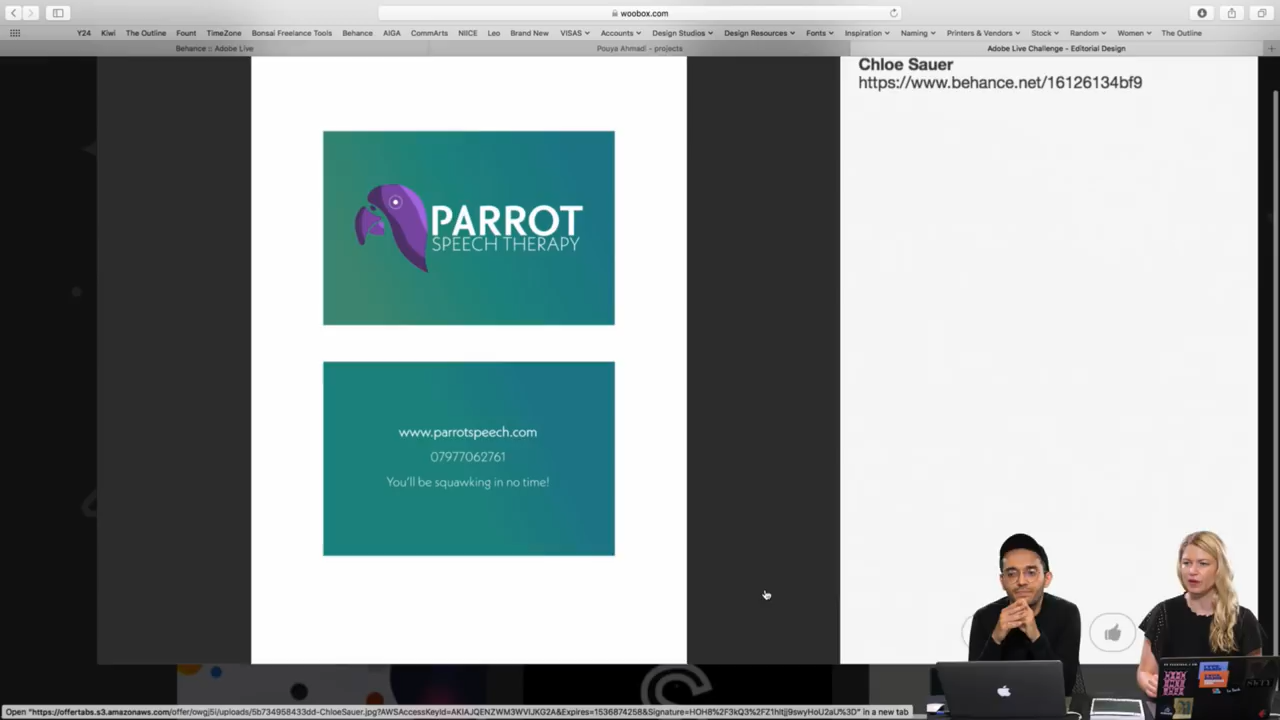 woobox.com
Y24 Kiwi The Outline Fount TimeZone Bonsai Freelance Tools Behance AIGA CommArts NIICE Leo Brand New VISAS Accounts Design Studios Design Resources Fonts Inspiration Naming Printers & Vendors Stock Random Women The Outline
Behance :: Adobe Live
Pouya Ahmadi - projects
Adobe Live Challenge - Editorial Design
Chloe Sauer
https://www.behance.net/16126134bf9
PARROT
SPEECH THERAPY
www.parrotspeech.com
07977062761
You'll be squawking in no time!